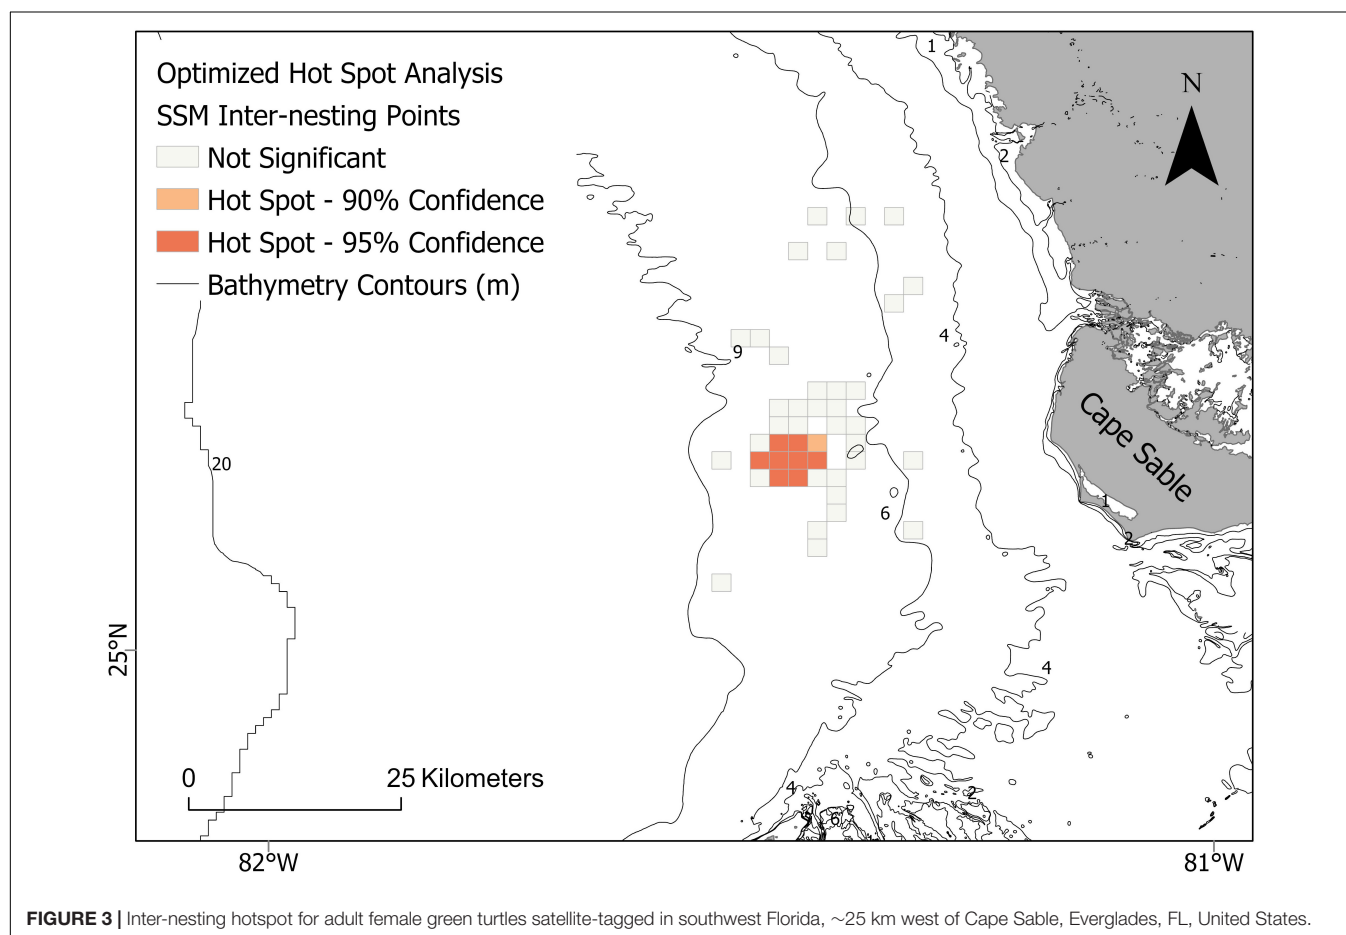 Optimized Hot Spot Analysis
SSM Inter-nesting Points
Not Significant
Hot Spot - 90% Confidence
Hot Spot - 95% Confidence
Bathymetry Contours (m)
N
1
2
4
9
Cape Sable
20
1
6
2
25°N
4
0 25 Kilometers
4
2
6
82°W 81°W
FIGURE 3 | Inter-nesting hotspot for adult female green turtles satellite-tagged in southwest Florida, ~25 km west of Cape Sable, Everglades, FL, United States.